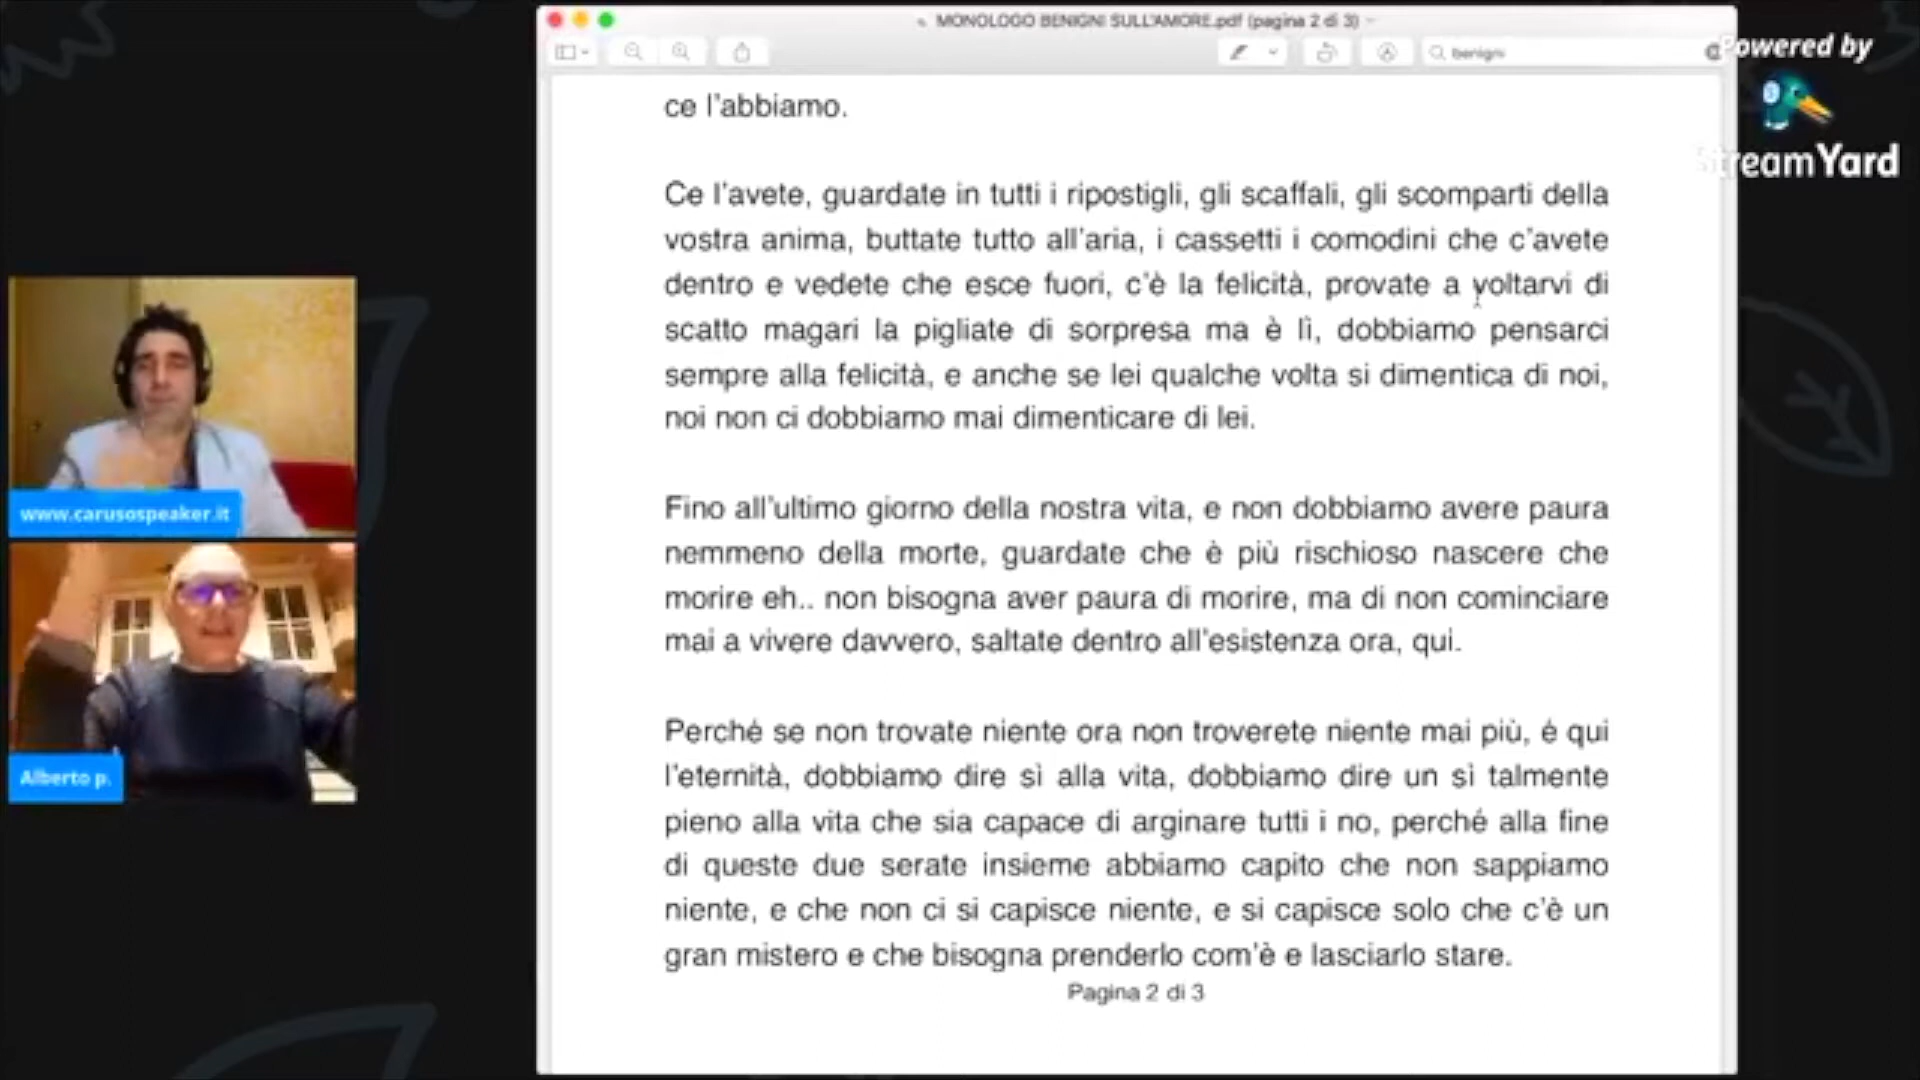 MONOLOGO BENIGNI SULL'AMORE.pdf (pagina 2 di 3)
benigni
Powered by
StreamYard
ce l'abbiamo.
Ce l'avete, guardate in tutti i ripostigli, gli scaffali, gli scomparti della
vostra anima, buttate tutto all'aria, i cassetti i comodini che c'avete
dentro e vedete che esce fuori, c'è la felicità, provate a voltarvi di
scatto magari la pigliate di sorpresa ma è lì, dobbiamo pensarci
sempre alla felicità, e anche se lei qualche volta si dimentica di noi,
noi non ci dobbiamo mai dimenticare di lei.
Fino all'ultimo giorno della nostra vita, e non dobbiamo avere paura
nemmeno della morte, guardate che è più rischioso nascere che
morire eh.. non bisogna aver paura di morire, ma di non cominciare
mai a vivere davvero, saltate dentro all'esistenza ora, qui.
Perché se non trovate niente ora non troverete niente mai più, é qui
l'eternità, dobbiamo dire sì alla vita, dobbiamo dire un sì talmente
pieno alla vita che sia capace di arginare tutti i no, perché alla fine
di queste due serate insieme abbiamo capito che non sappiamo
niente, e che non ci si capisce niente, e si capisce solo che c'è un
gran mistero e che bisogna prenderlo com'è e lasciarlo stare.
Pagina 2 di 3
www.carusospeaker.it
Alberto p.